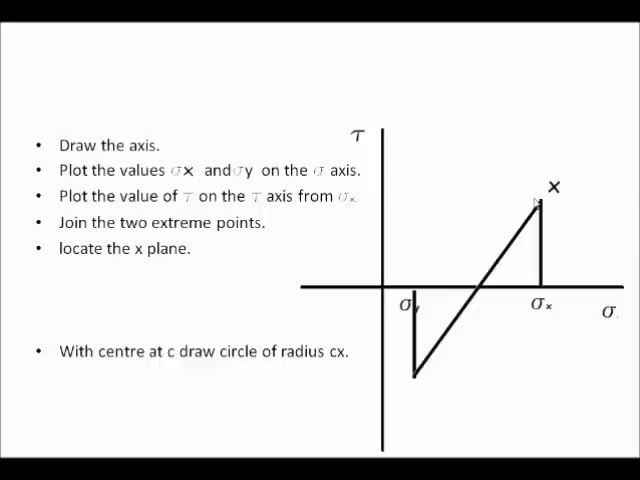 • Draw the axis.
• Plot the values σx and σy on the σ axis.
• Plot the value of τ on the τ axis from σx.
• Join the two extreme points.
• locate the x plane.
• With centre at c draw circle of radius cx.
τ
x
σy
σx
σ.